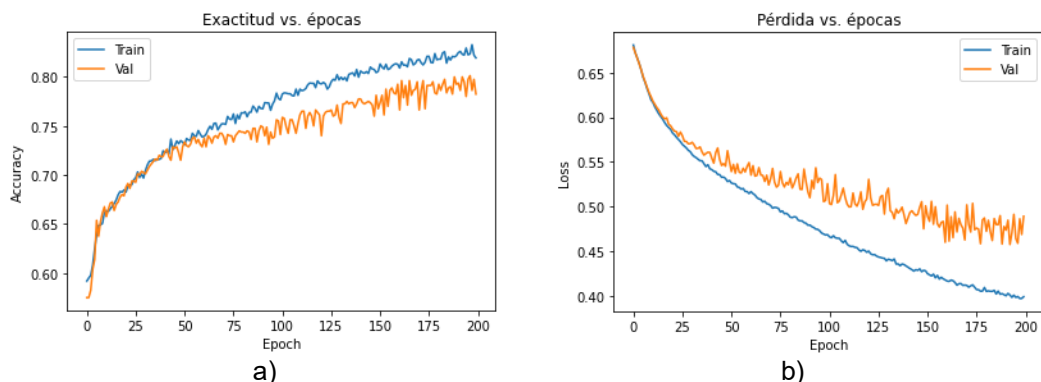 Exactitud vs. épocas
Train
Val
0.80
0.75
0.70
0.65
0.60
Accuracy
0 25 50 75 100 125 150 175 200
Epoch
a)
Pérdida vs. épocas
Train
Val
0.65
0.60
0.55
0.50
0.45
0.40
Loss
0 25 50 75 100 125 150 175 200
Epoch
b)